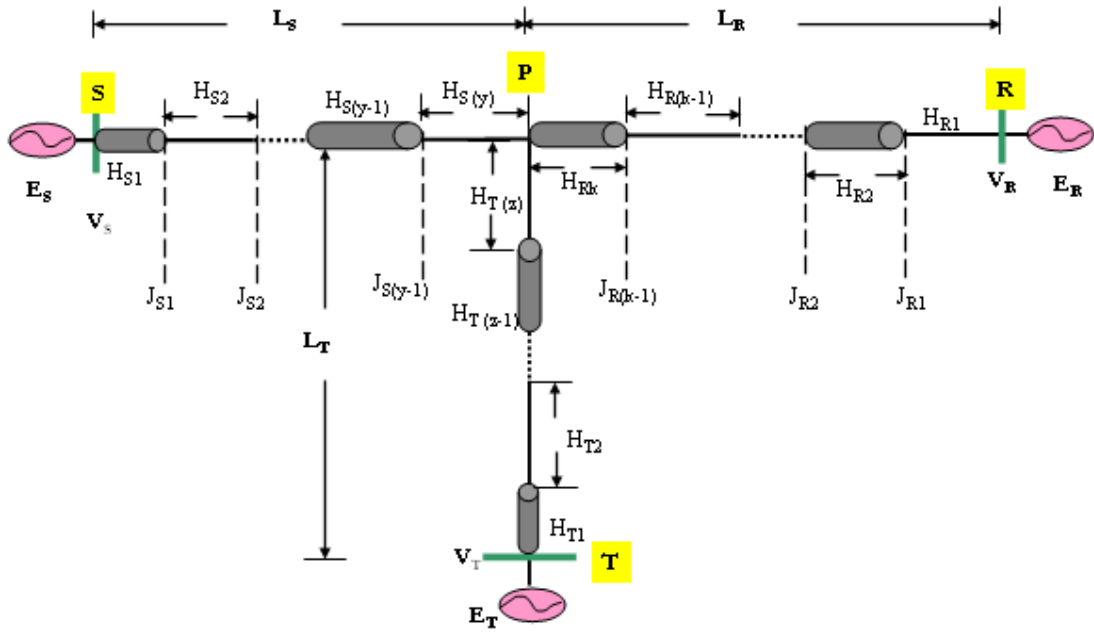 L_S L_R
S P R
H_S2 H_S(y-1) H_S(y) H_R(k-1) H_R1
H_S1 H_T(z) H_Rk H_R2
E_S V_S V_R E_R
J_S1 J_S2 J_S(y-1) J_R(k-1) J_R2 J_R1
H_T(z-1)
L_T
H_T2
H_T1
V_T T
E_T